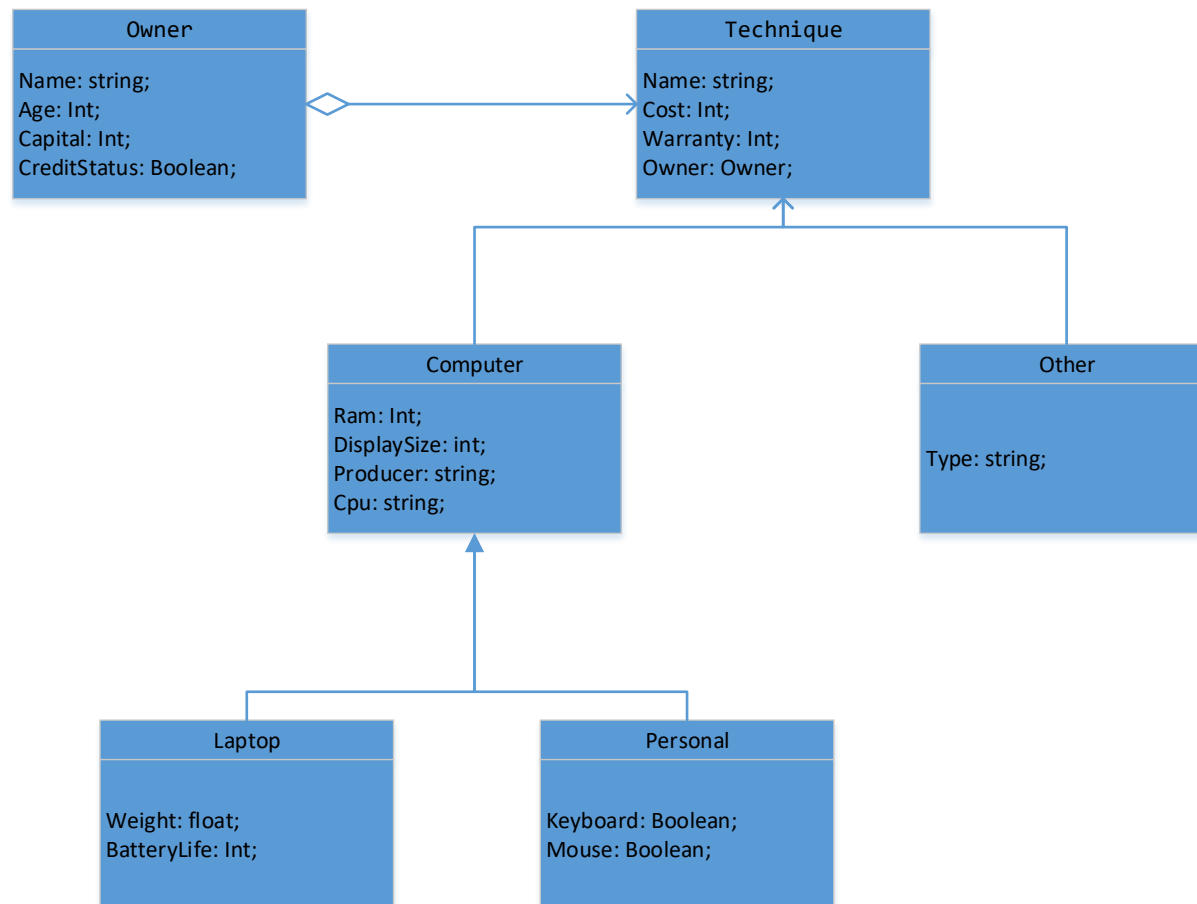 Owner
Name: string;
Age: Int;
Capital: Int;
CreditStatus: Boolean;
Technique
Name: string;
Cost: Int;
Warranty: Int;
Owner: Owner;
Computer
Ram: Int;
DisplaySize: int;
Producer: string;
Cpu: string;
Other
Type: string;
Laptop
Weight: float;
BatteryLife: Int;
Personal
Keyboard: Boolean;
Mouse: Boolean;